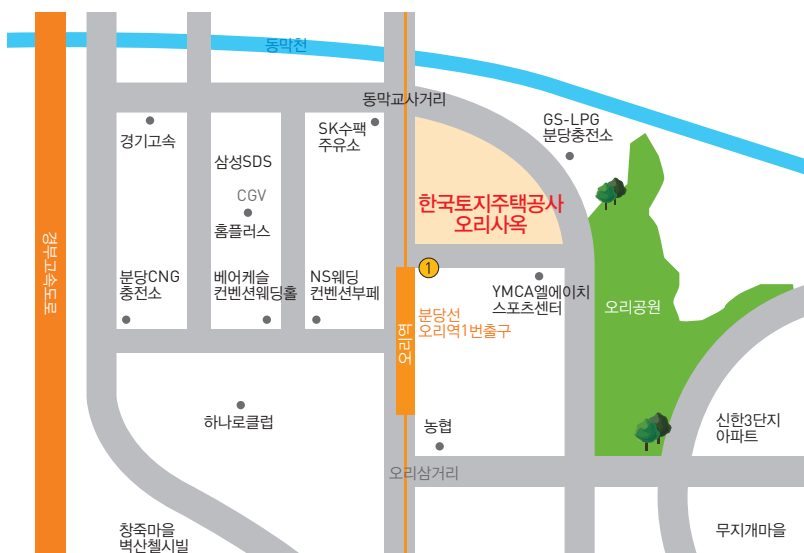 동막천
동막교사거리
GS-LPG
분당충전소
경기고속
SK수팩
주유소
삼성SDS
CGV
홈플러스
한국토지주택공사
오리사옥
경부고속도로
1
분당CNG
충전소
베어케슬
컨벤션웨딩홀
NS웨딩
컨벤션부페
YMCA엘에이치
스포츠센터
오리공원
분당선
오리역1번출구
오리역
하나로클럽
농협
신한3단지
아파트
오리삼거리
창죽마을
벽산첼시빌
무지개마을